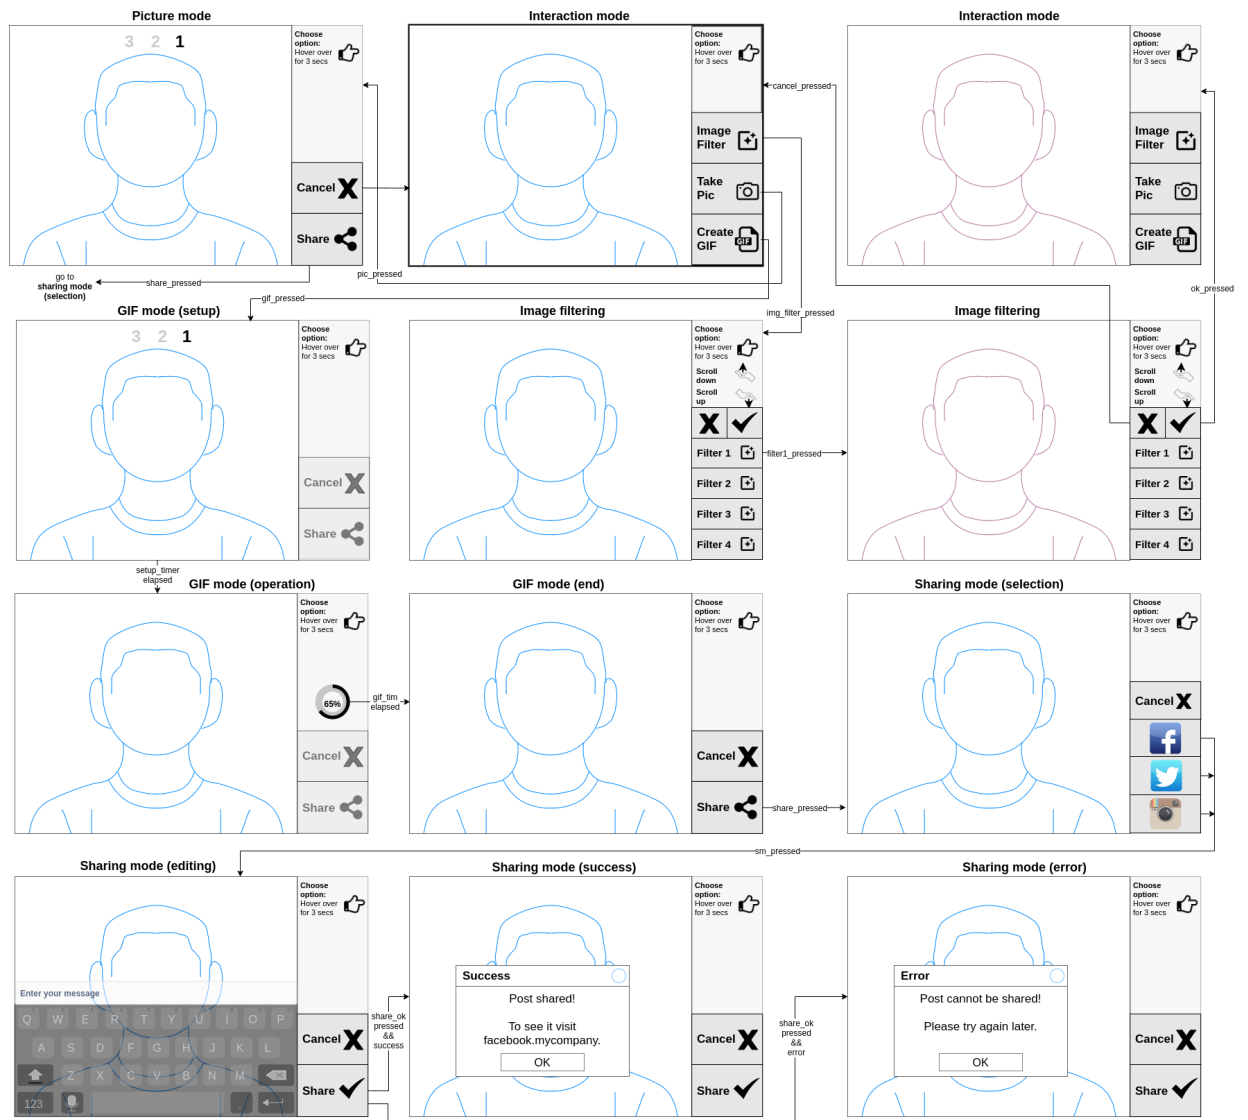 Picture mode
Interaction mode
Interaction mode
3 2 1
Choose
option:
Hover over
for 3 secs
Cancel
Share
Choose
option:
Hover over
for 3 secs
Image
Filter
Take
Pic
Create
GIF
GIF
Choose
option:
Hover over
for 3 secs
Image
Filter
Take
Pic
Create
GIF
GIF
cancel_pressed
go to
sharing mode
(selection)
share_pressed
pic_pressed
gif_pressed
img_filter_pressed
ok_pressed
GIF mode (setup)
Image filtering
Image filtering
3 2 1
Choose
option:
Hover over
for 3 secs
Cancel
Share
Choose
option:
Hover over
for 3 secs
Scroll
down
Scroll
up
Filter 1
Filter 2
Filter 3
Filter 4
filter1_pressed
Choose
option:
Hover over
for 3 secs
Scroll
down
Scroll
up
Filter 1
Filter 2
Filter 3
Filter 4
setup_timer
elapsed
GIF mode (operation)
GIF mode (end)
Sharing mode (selection)
Choose
option:
Hover over
for 3 secs
65%
Cancel
Share
gif_tim
elapsed
Choose
option:
Hover over
for 3 secs
Cancel
Share
share_pressed
Choose
option:
Hover over
for 3 secs
Cancel
sm_pressed
Sharing mode (editing)
Sharing mode (success)
Sharing mode (error)
Choose
option:
Hover over
for 3 secs
Enter your message
Q W E R T Y U I O P
A S D F G H J K L
Z X C V B N M
123 .
Cancel
Share
share_ok
pressed
&&
success
Choose
option:
Hover over
for 3 secs
Success
Post shared!
To see it visit
facebook.mycompany.
OK
Cancel
Share
share_ok
pressed
&&
error
Choose
option:
Hover over
for 3 secs
Error
Post cannot be shared!
Please try again later.
OK
Cancel
Share